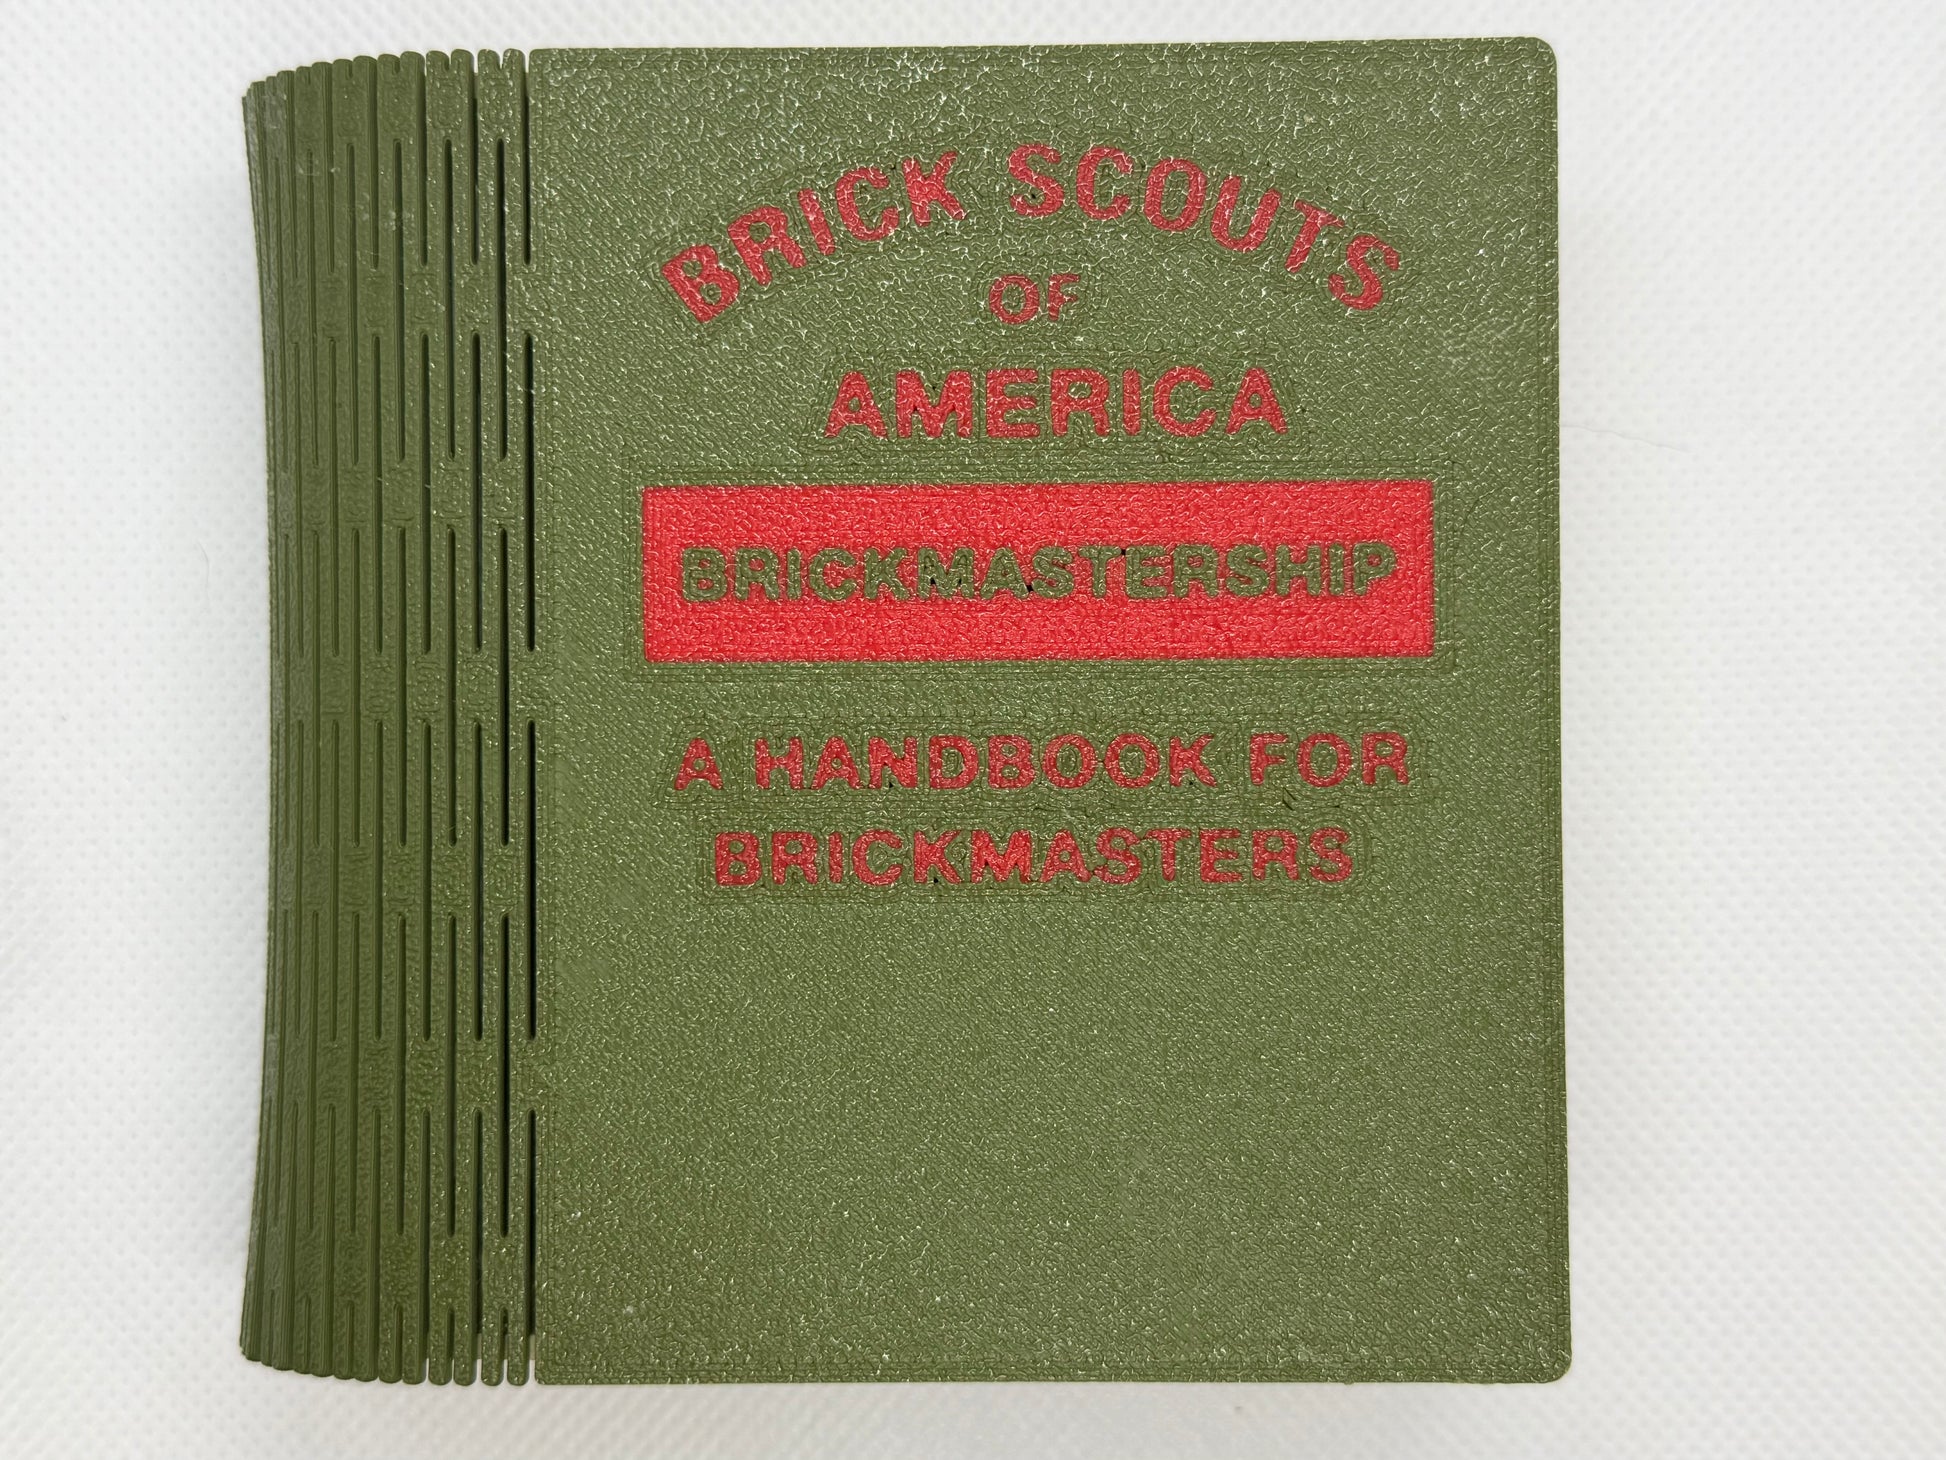 BRICK SCOUTS
OF
AMERICA
BRICKMASTERSHIP
A HANDBOOK FOR
BRICKMASTERS